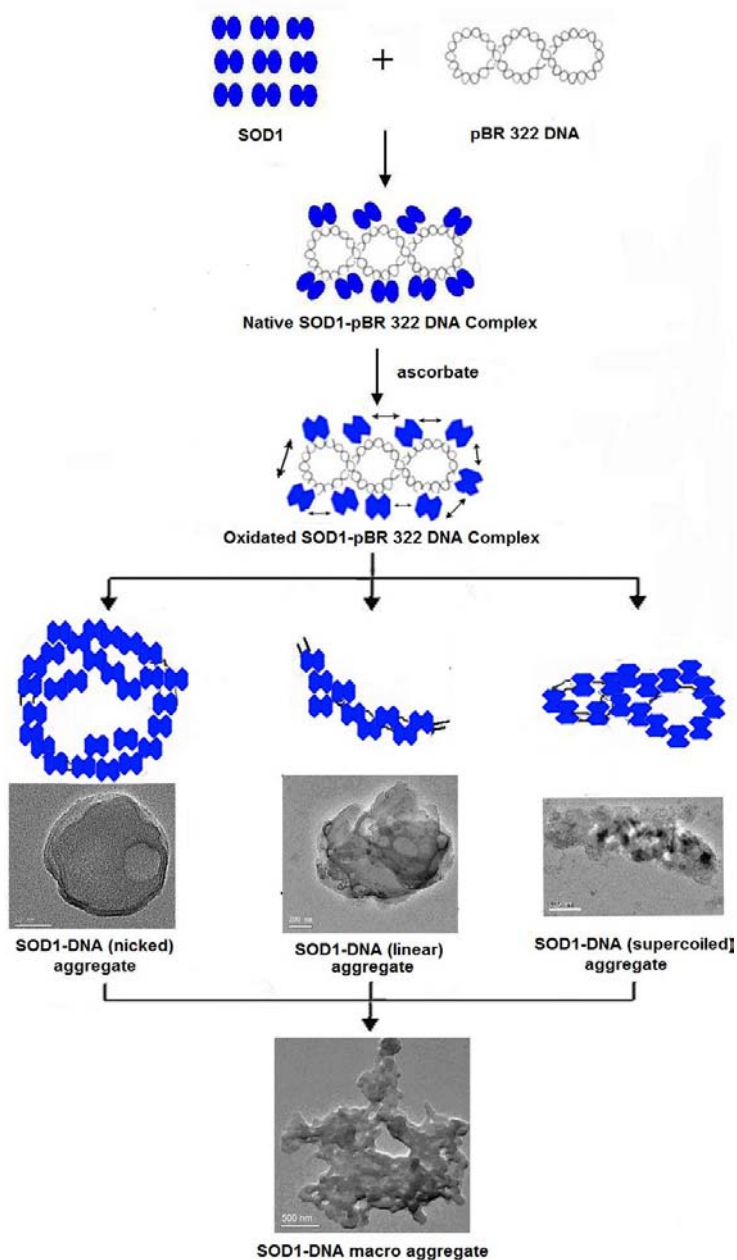 SOD1
+
pBR 322 DNA
Native SOD1-pBR 322 DNA Complex
ascorbate
Oxidated SOD1-pBR 322 DNA Complex
200 nm
SOD1-DNA (nicked)
aggregate
SOD1-DNA (linear)
aggregate
SOD1-DNA (supercoiled)
aggregate
500 nm
SOD1-DNA macro aggregate